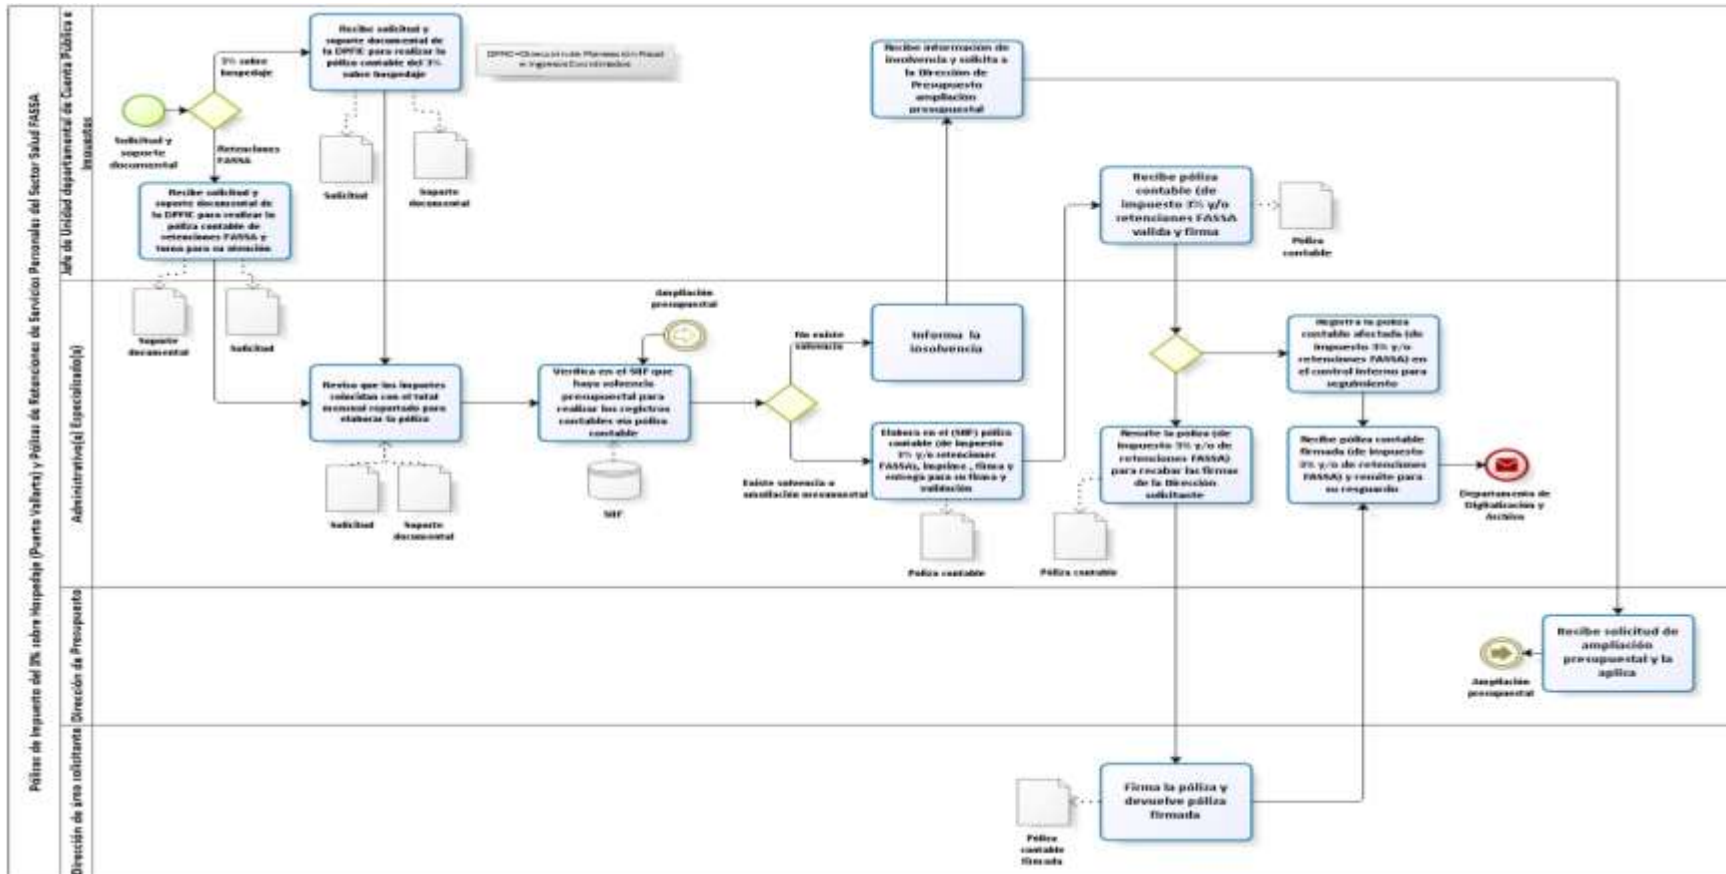 Pólizas de Impuesto del 3% sobre Hospedaje (Puerto Vallarta) y Pólizas de Retenciones de Servicios Personales del Sector Salud FASSA
Jefe de Unidad departamental de Cuenta Pública e
Impuestos
3% sobre
hospedaje
Solicitud y
soporte
documental
Retenciones
FASSA
Recibe solicitud y
soporte documental de
la DPFIC para realizar la
póliza contable del 3%
sobre hospedaje
DPFIC=Dirección de Planeación Fiscal
e Ingresos Coordinados
Solicitud
Soporte
documental
Recibe solicitud y
soporte documental de
la DPFIC para realizar la
póliza contable de
retenciones FASSA y
turna para su atención
Recibe información de
insolvencia y solicita a
la Dirección de
Presupuesto
ampliación
presupuestal
Recibe póliza
contable (de
impuesto 3% y/o
retenciones FASSA
valida y firma
Póliza
contable
Administrativo(a) Especializado(a)
Soporte
documental
Solicitud
Revisa que los importes
coincidan con el total
mensual reportado para
elaborar la póliza
Solicitud
Soporte
documental
Ampliación
presupuestal
Verifica en el SIIF que
haya solvencia
presupuestal para
realizar los registros
contables vía póliza
contable
SIIF
No existe
solvencia
Existe solvencia o
ampliación presupuestal
Informa la
insolvencia
Elabora en el (SIIF) póliza
contable (de impuesto
3% y/o retenciones
FASSA), imprime, firma y
entrega para su firma y
validación
Póliza contable
Registra la póliza
contable afectada (de
impuesto 3% y/o
retenciones FASSA) en
el control interno para
seguimiento
Remite la póliza (de
impuesto 3% y/o de
retenciones FASSA)
para recabar las firmas
de la Dirección
solicitante
Póliza contable
Recibe póliza contable
firmada (de impuesto
3% y/o de retenciones
FASSA) y remite para
su resguardo
Departamento de
Digitalización y
Archivo
Dirección de Presupuesto
Recibe solicitud de
ampliación
presupuestal y la
aplica
Ampliación
presupuestal
Dirección de área solicitante
Firma la póliza y
devuelve póliza
firmada
Póliza
contable
firmada